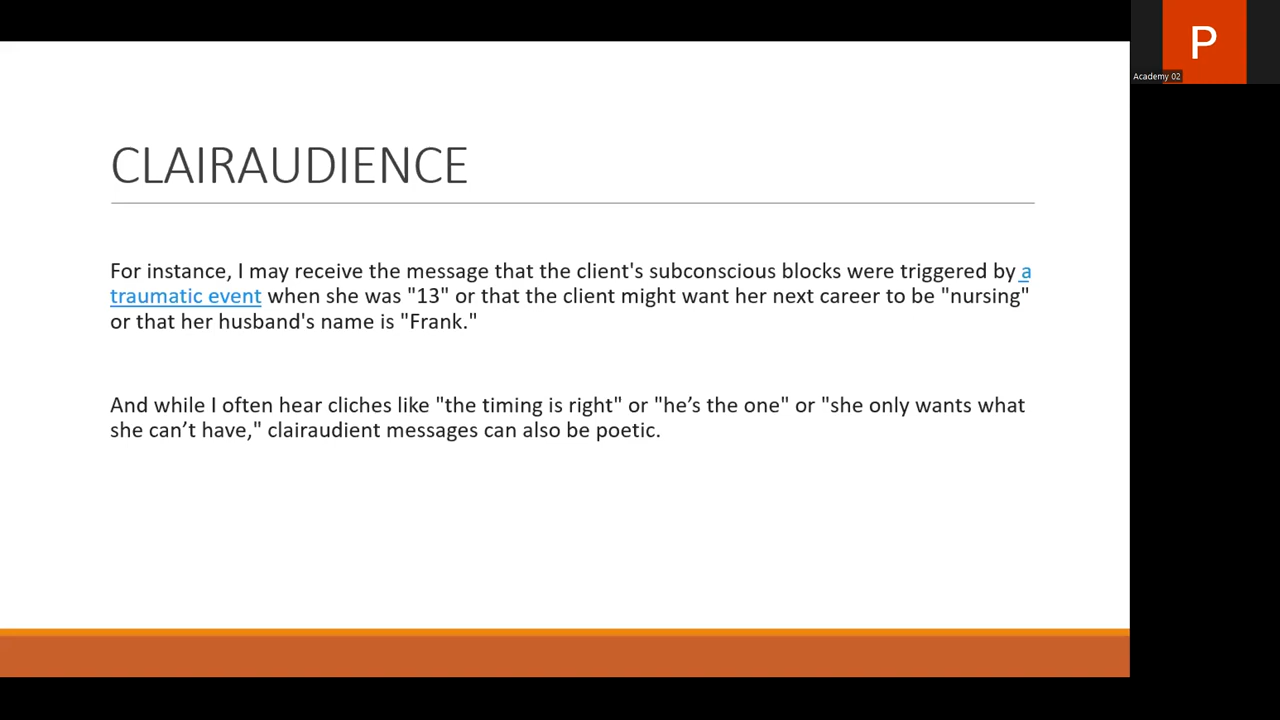 CLAIRAUDIENCE
For instance, I may receive the message that the client's subconscious blocks were triggered by a
traumatic event when she was "13" or that the client might want her next career to be "nursing"
or that her husband's name is "Frank."
And while I often hear cliches like "the timing is right" or "he’s the one" or "she only wants what
she can’t have," clairaudient messages can also be poetic.
P
Academy 02